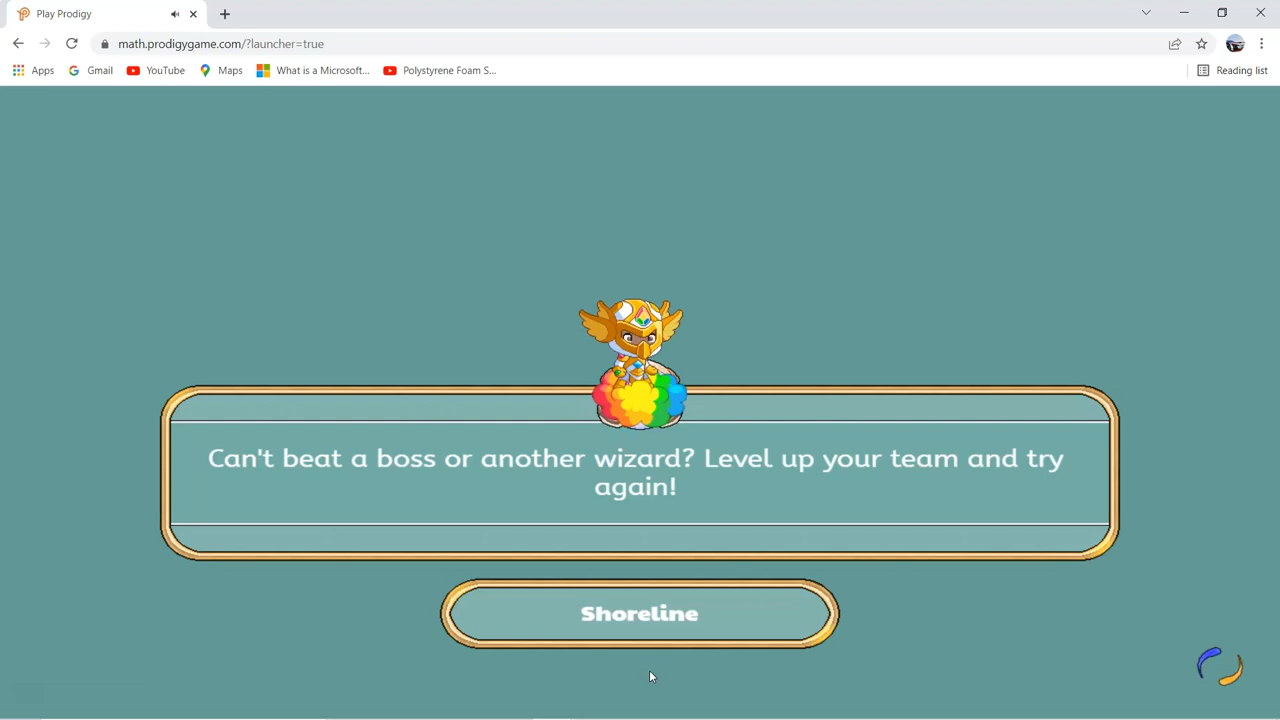 Play Prodigy
math.prodigygame.com/?launcher=true
Apps Gmail YouTube Maps What is a Microsoft... Polystyrene Foam S... Reading list
Can't beat a boss or another wizard? Level up your team and try
again!
Shoreline